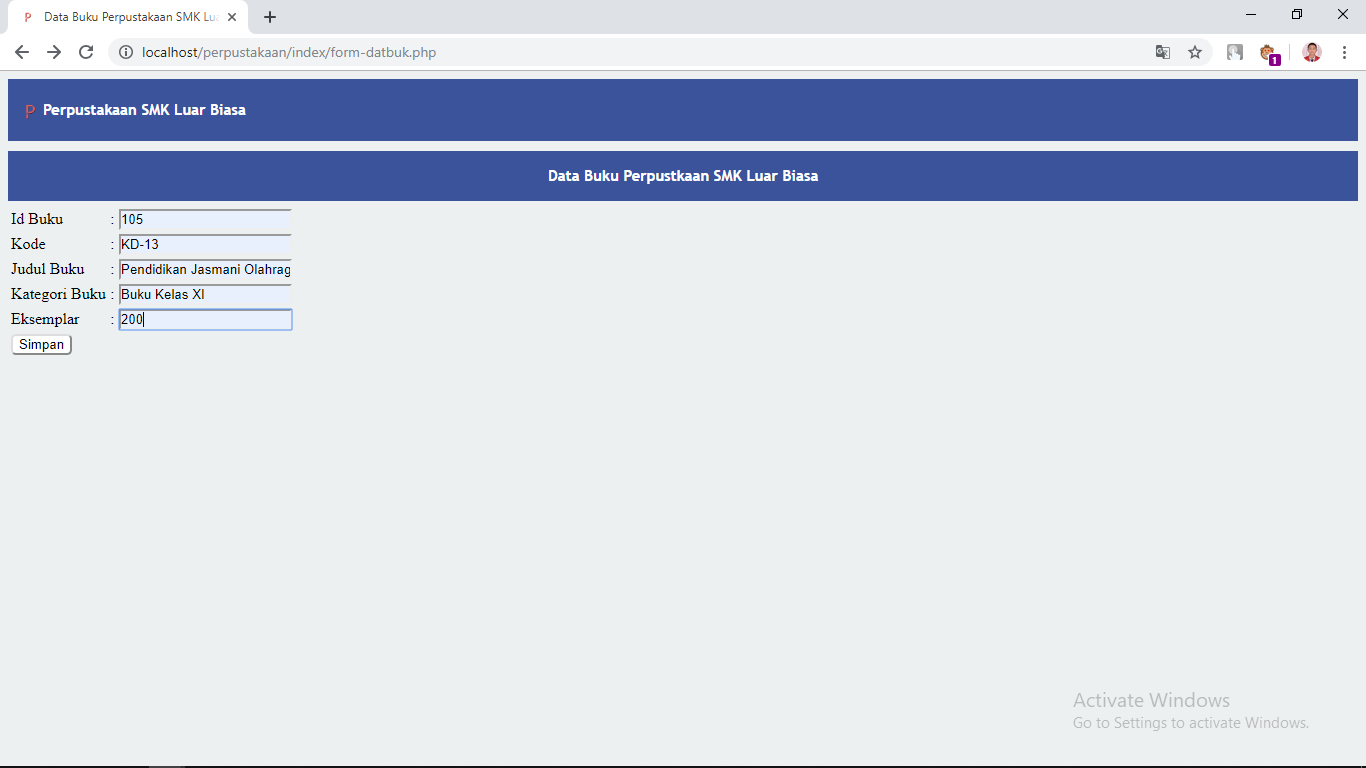 P Data Buku Perpustakaan SMK Lua
localhost/perpustakaan/index/form-datbuk.php
1
P Perpustakaan SMK Luar Biasa
Data Buku Perpustkaan SMK Luar Biasa
Id Buku : 105
Kode : KD-13
Judul Buku : Pendidikan Jasmani Olahrag
Kategori Buku : Buku Kelas XI
Eksemplar : 200
Simpan
Activate Windows
Go to Settings to activate Windows.